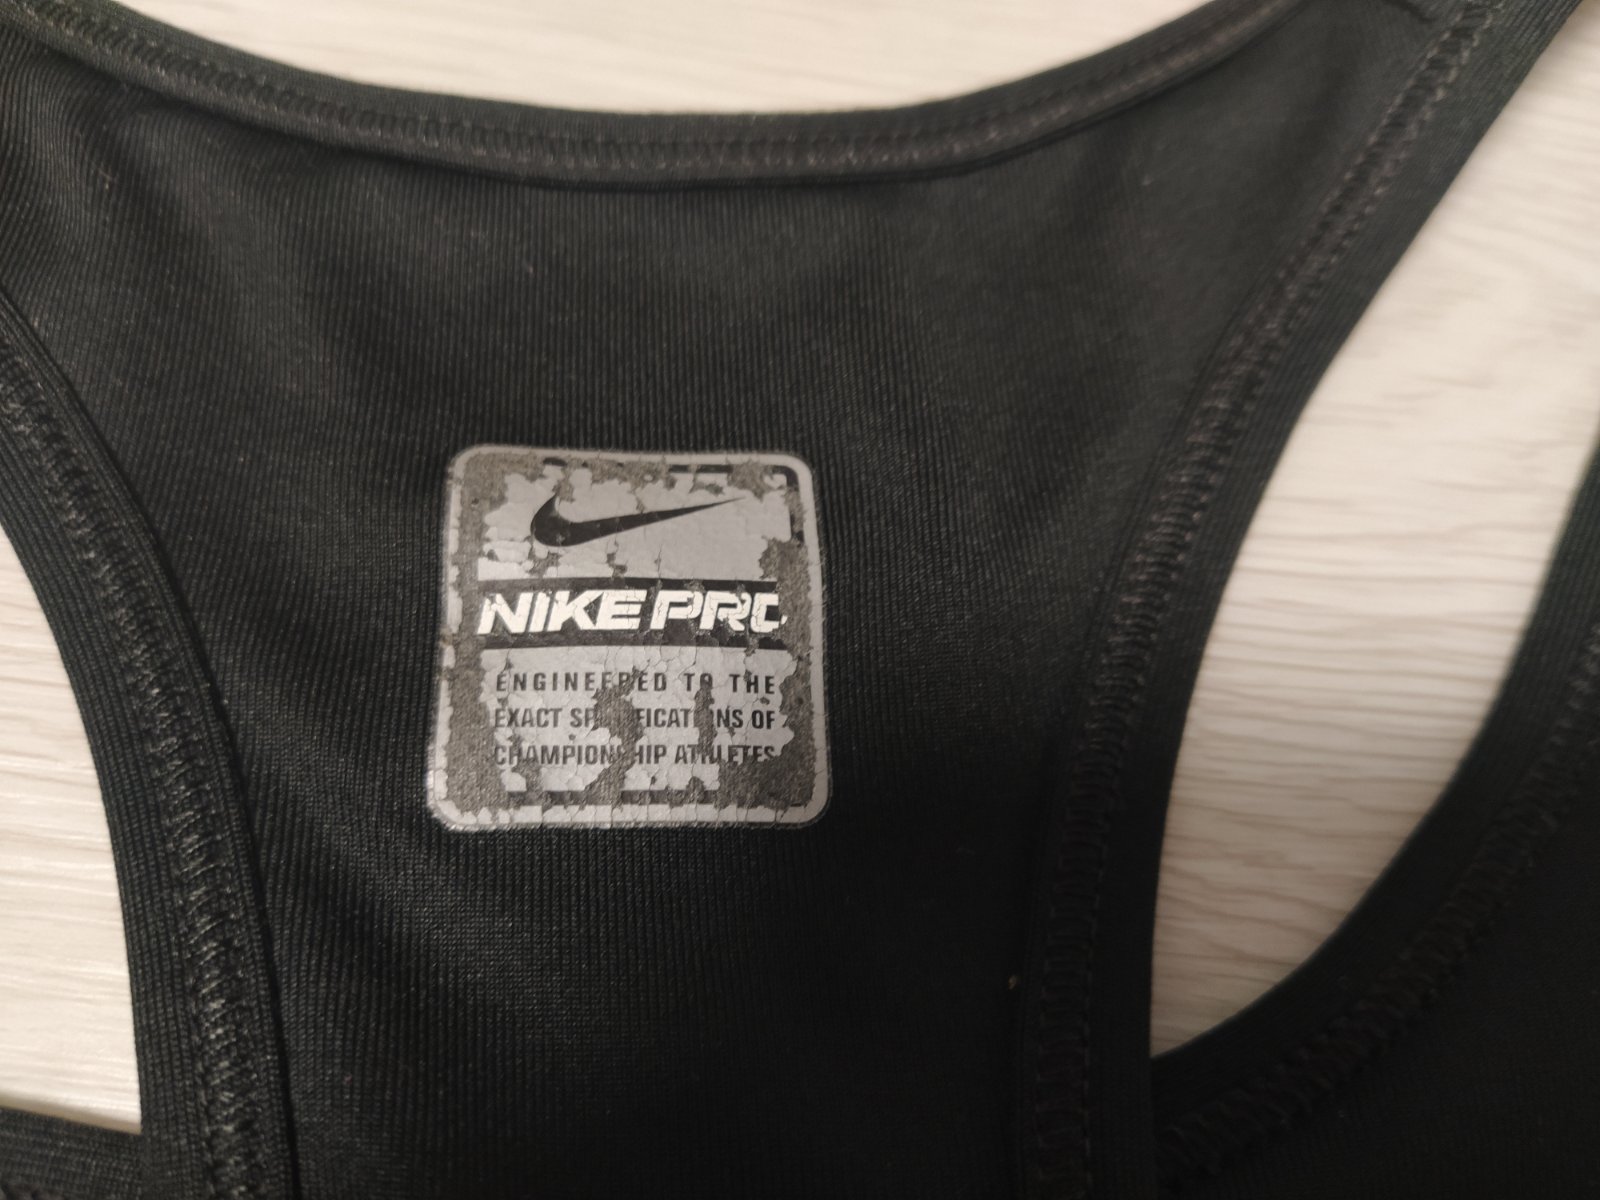 NIKE PRO
ENGINEERED TO THE
EXACT SPECIFICATIONS OF
CHAMPIONSHIP ATHLETES